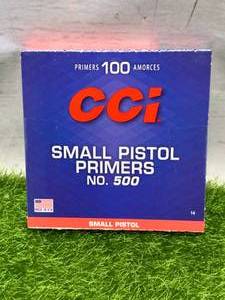 PRIMERS 100 AMORCES
CCI
SMALL PISTOL
PRIMERS
NO. 500
SMALL PISTOL